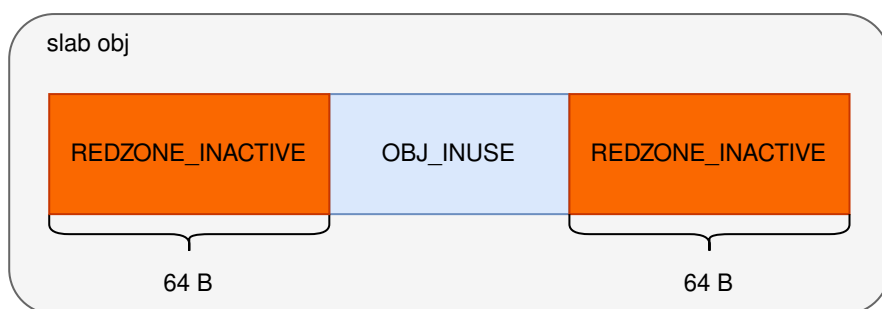 slab obj
REDZONE_INACTIVE OBJ_INUSE REDZONE_INACTIVE
64 B 64 B